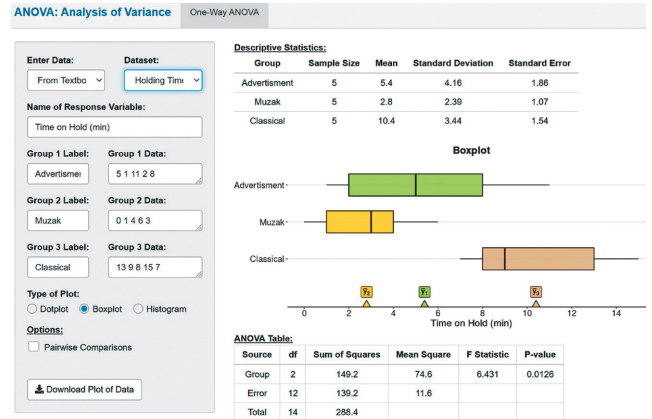 ANOVA: Analysis of Variance One-Way ANOVA
Enter Data: Dataset:
From Textbo Holding Tim
Name of Response Variable:
Time on Hold (min)
Group 1 Label: Group 1 Data:
Advertismei 5 1 11 2 8
Group 2 Label: Group 2 Data:
Muzak 0 1 4 6 3
Group 3 Label: Group 3 Data:
Classical 13 9 8 15 7
Type of Plot:
Dotplot Boxplot Histogram
Options:
Pairwise Comparisons
Download Plot of Data
Descriptive Statistics:
Group Sample Size Mean Standard Deviation Standard Error
Advertisment 5 5.4 4.16 1.86
Muzak 5 2.8 2.39 1.07
Classical 5 10.4 3.44 1.54
Boxplot
Advertisment
Muzak
Classical
ȳ₂ ȳ₁ ȳ₃
0 2 4 6 8 10 12 14
Time on Hold (min)
ANOVA Table:
Source df Sum of Squares Mean Square F Statistic P-value
Group 2 149.2 74.6 6.431 0.0126
Error 12 139.2 11.6
Total 14 288.4